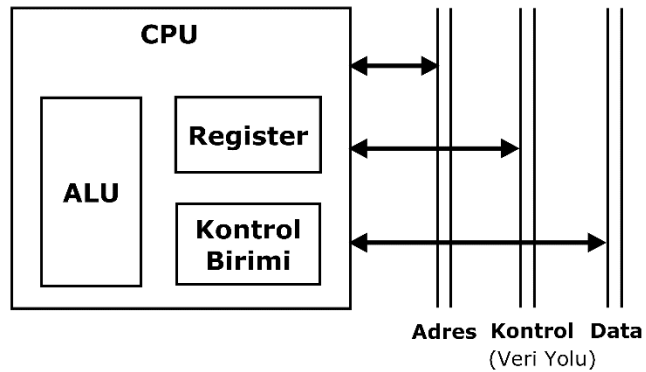 CPU
Register
ALU
Kontrol
Birimi
Adres Kontrol Data
(Veri Yolu)